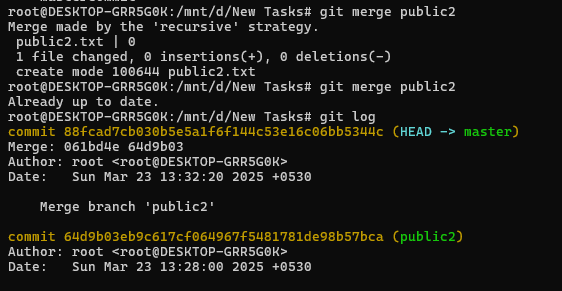 root@DESKTOP-GRR5G0K:/mnt/d/New Tasks# git merge public2
Merge made by the 'recursive' strategy.
 public2.txt | 0
 1 file changed, 0 insertions(+), 0 deletions(-)
 create mode 100644 public2.txt
root@DESKTOP-GRR5G0K:/mnt/d/New Tasks# git merge public2
Already up to date.
root@DESKTOP-GRR5G0K:/mnt/d/New Tasks# git log
commit 88fcad7cb030b5e5a1f6f144c53e16c06bb5344c (HEAD -> master)
Merge: 061bd4e 64d9b03
Author: root <root@DESKTOP-GRR5G0K>
Date:   Sun Mar 23 13:32:20 2025 +0530
    Merge branch 'public2'
commit 64d9b03eb9c617cf064967f5481781de98b57bca (public2)
Author: root <root@DESKTOP-GRR5G0K>
Date:   Sun Mar 23 13:28:00 2025 +0530